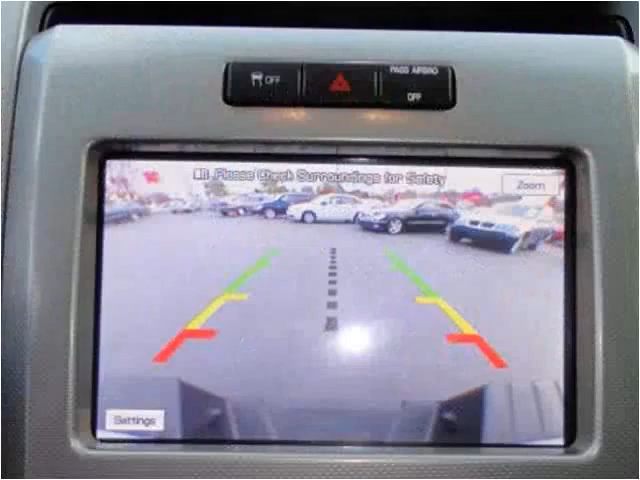 OFF
PASS AIRBAG
OFF
Please Check Surroundings for Safety
Zoom
Settings